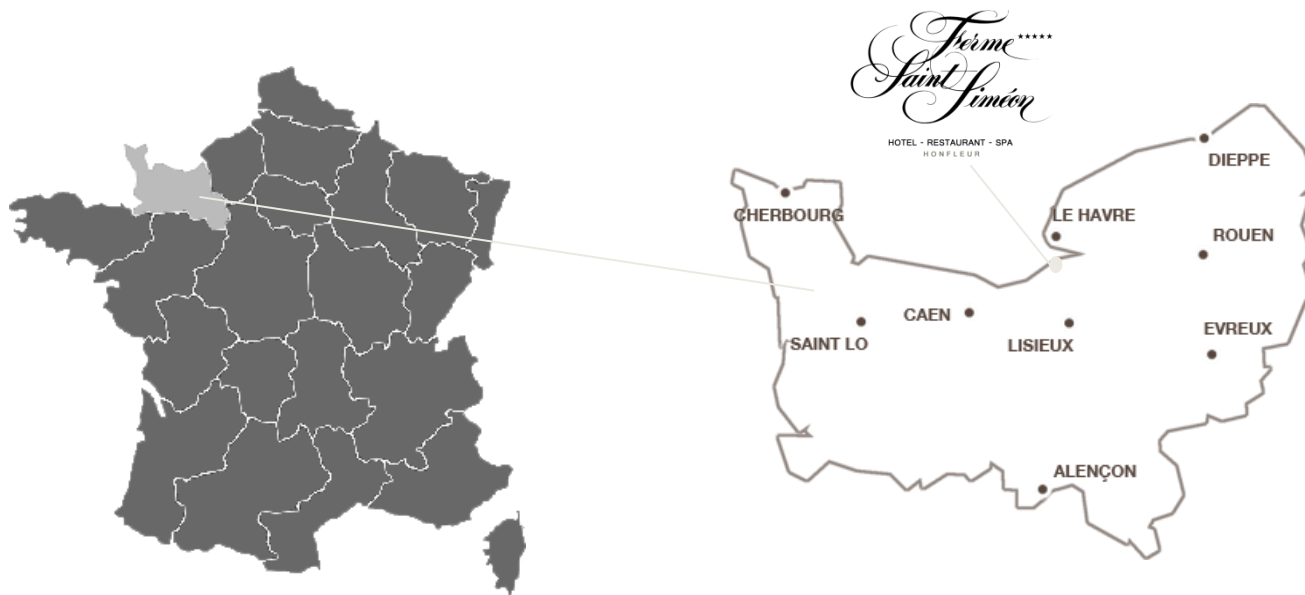 Ferme *****
Saint
Siméon
HOTEL - RESTAURANT - SPA
HONFLEUR
DIEPPE
CHERBOURG
LE HAVRE
ROUEN
CAEN
SAINT LO
LISIEUX
EVREUX
ALENÇON